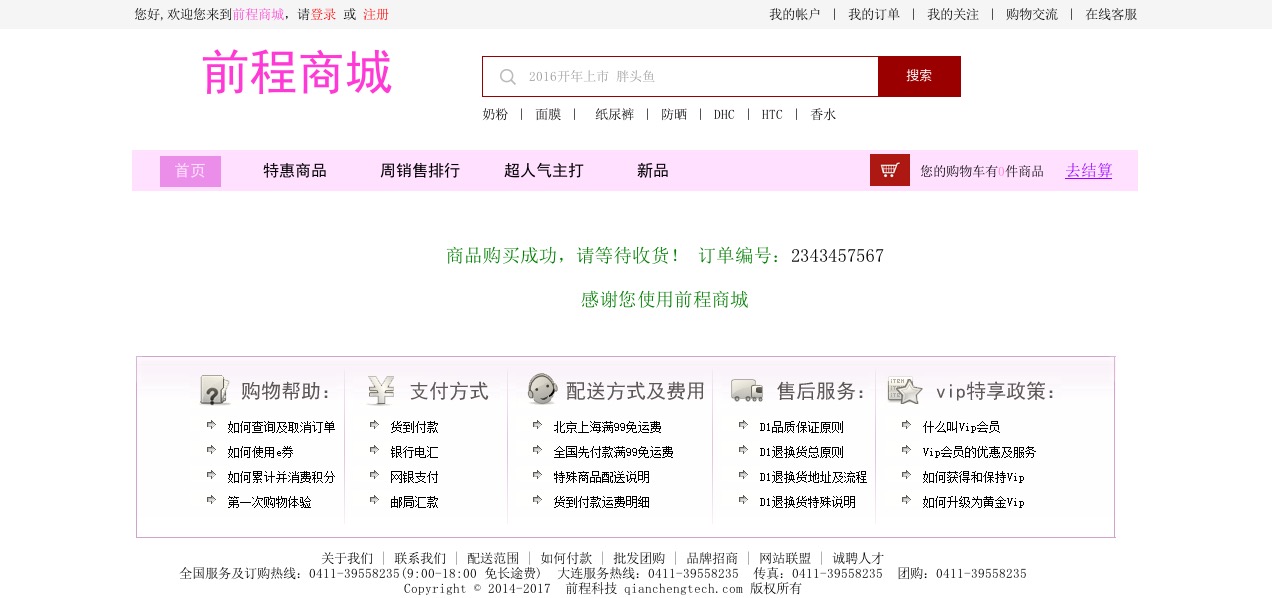 您好,欢迎您来到前程商城，请登录 或 注册
我的帐户 | 我的订单 | 我的关注 | 购物交流 | 在线客服
前程商城
2016开年上市 胖头鱼
搜索
奶粉 | 面膜 | 纸尿裤 | 防晒 | DHC | HTC | 香水
首页 特惠商品 周销售排行 超人气主打 新品
您的购物车有0件商品 去结算
商品购买成功，请等待收货！ 订单编号：2343457567
感谢您使用前程商城
购物帮助：
如何查询及取消订单
如何使用e券
如何累计并消费积分
第一次购物体验
支付方式
货到付款
银行电汇
网银支付
邮局汇款
配送方式及费用
北京上海满99免运费
全国先付款满99免运费
特殊商品配送说明
货到付款运费明细
售后服务：
D1品质保证原则
D1退换货总原则
D1退换货地址及流程
D1退换货特殊说明
vip特享政策：
什么叫Vip会员
Vip会员的优惠及服务
如何获得和保持Vip
如何升级为黄金Vip
关于我们 | 联系我们 | 配送范围 | 如何付款 | 批发团购 | 品牌招商 | 网站联盟 | 诚聘人才
全国服务及订购热线：0411-39558235(9:00-18:00 免长途费) 大连服务热线：0411-39558235 传真：0411-39558235 团购：0411-39558235
Copyright © 2014-2017 前程科技 qianchengtech.com 版权所有